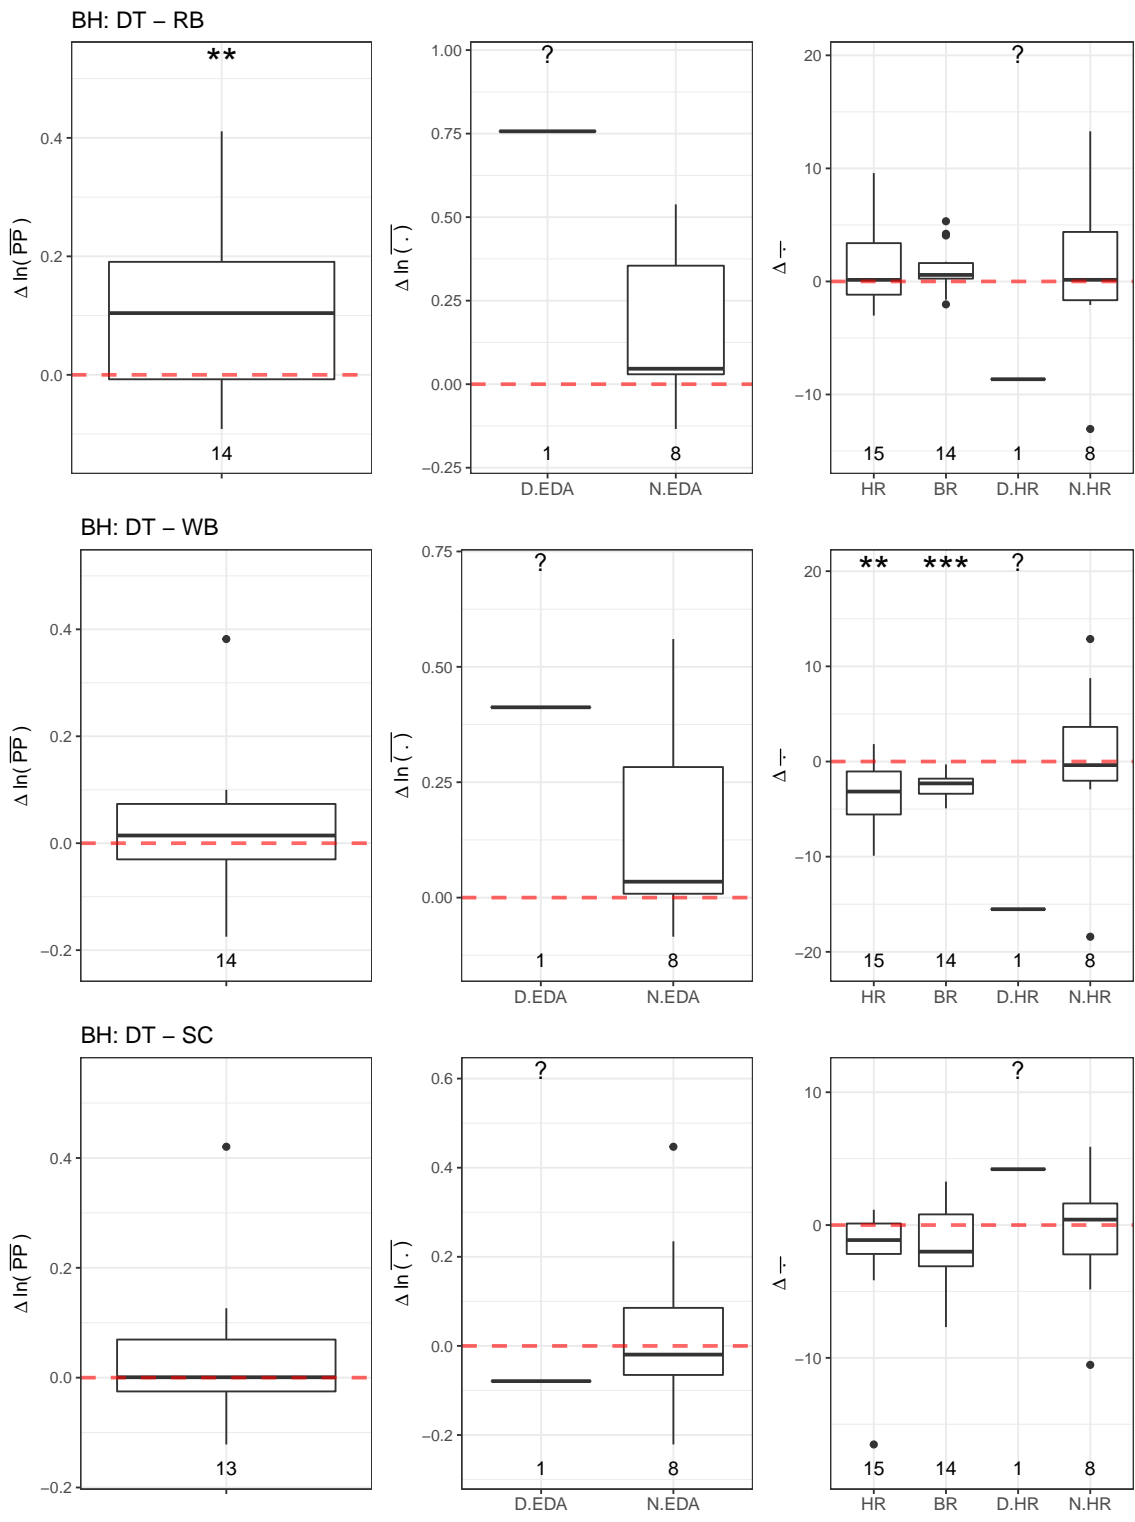 BH: DT − RB
** ? ?
1.00 20
0.4 0.75 10
0.2 0.50 0
0.0 0.25 −10
0.00
−0.25
Δ ln( PP ) Δ ln ( . ) Δ .
14 1 8 15 14 1 8
D.EDA N.EDA HR BR D.HR N.HR
BH: DT − WB
? ** *** ?
0.75 20
0.4 0.50 10
0.2 0.25 0
0.0 0.00 −10
−0.2 −20
Δ ln( PP ) Δ ln ( . ) Δ .
14 1 8 15 14 1 8
D.EDA N.EDA HR BR D.HR N.HR
BH: DT − SC
? ?
0.6 10
0.4 0.4 0
0.2 0.2 −10
0.0 0.0
−0.2 −0.2
Δ ln( PP ) Δ ln ( . ) Δ .
13 1 8 15 14 1 8
D.EDA N.EDA HR BR D.HR N.HR